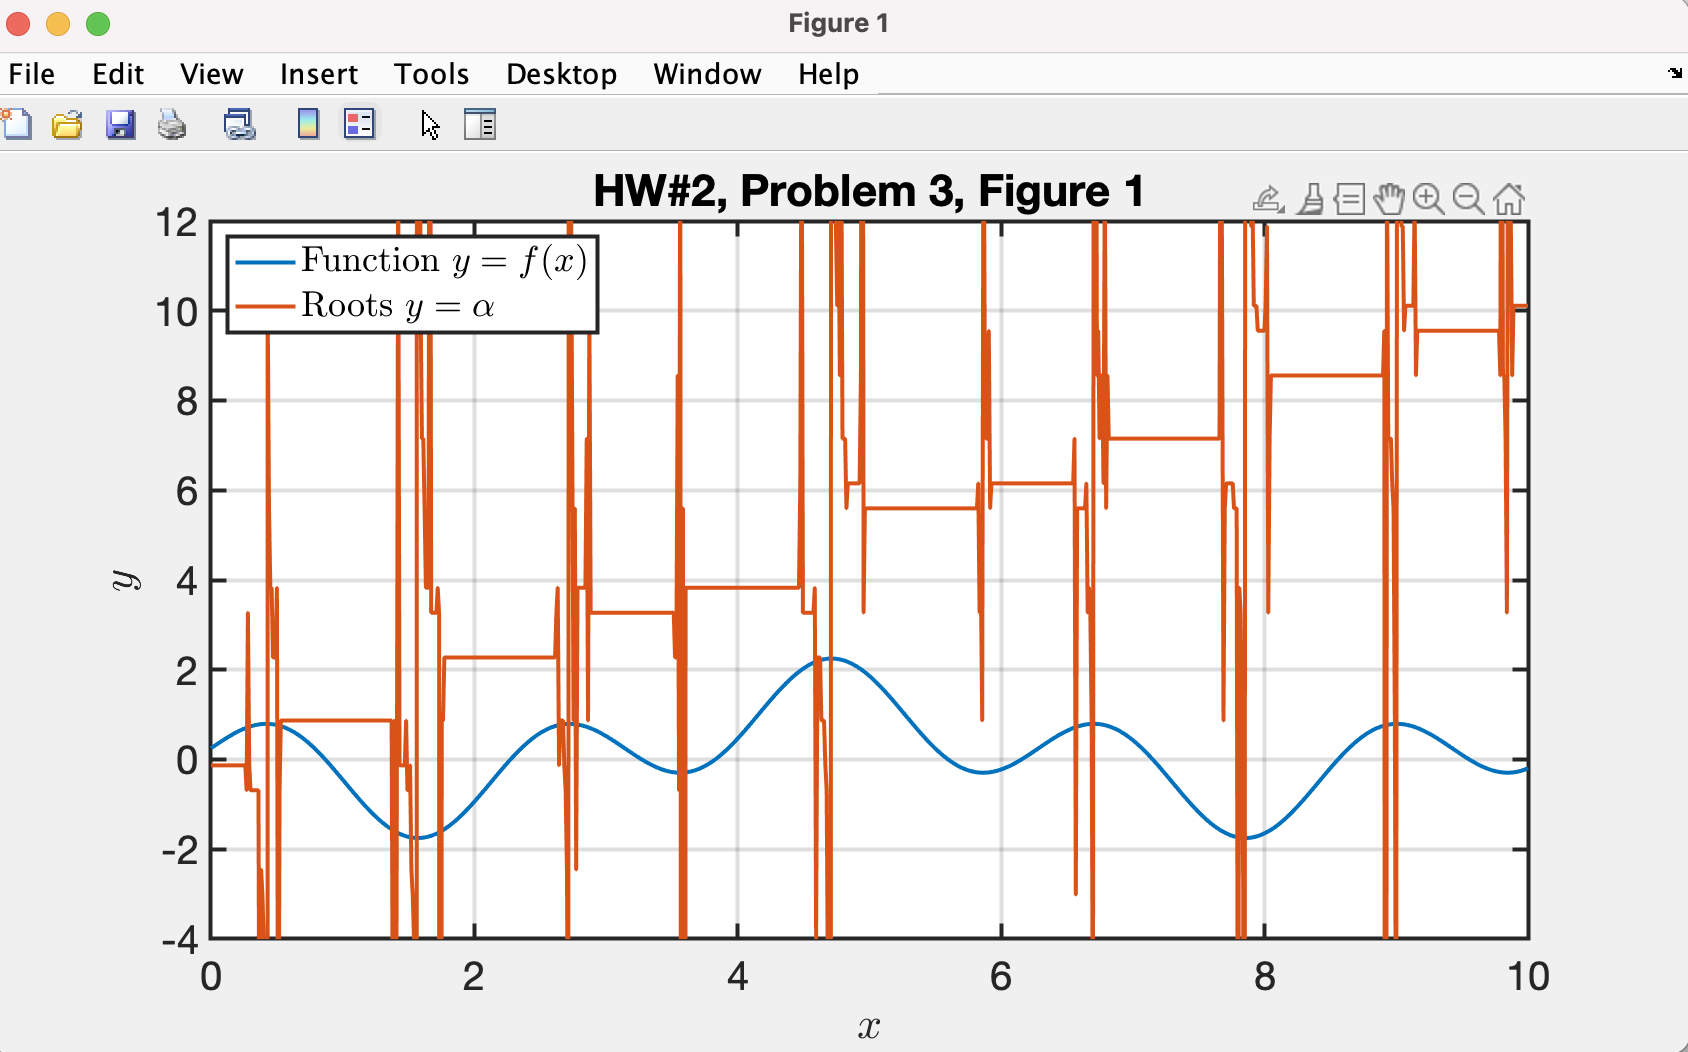 Figure 1
File Edit View Insert Tools Desktop Window Help
HW#2, Problem 3, Figure 1
Function y = f(x)
Roots y = α
12
10
8
6
4
2
0
-2
-4
y
0 2 4 6 8 10
x